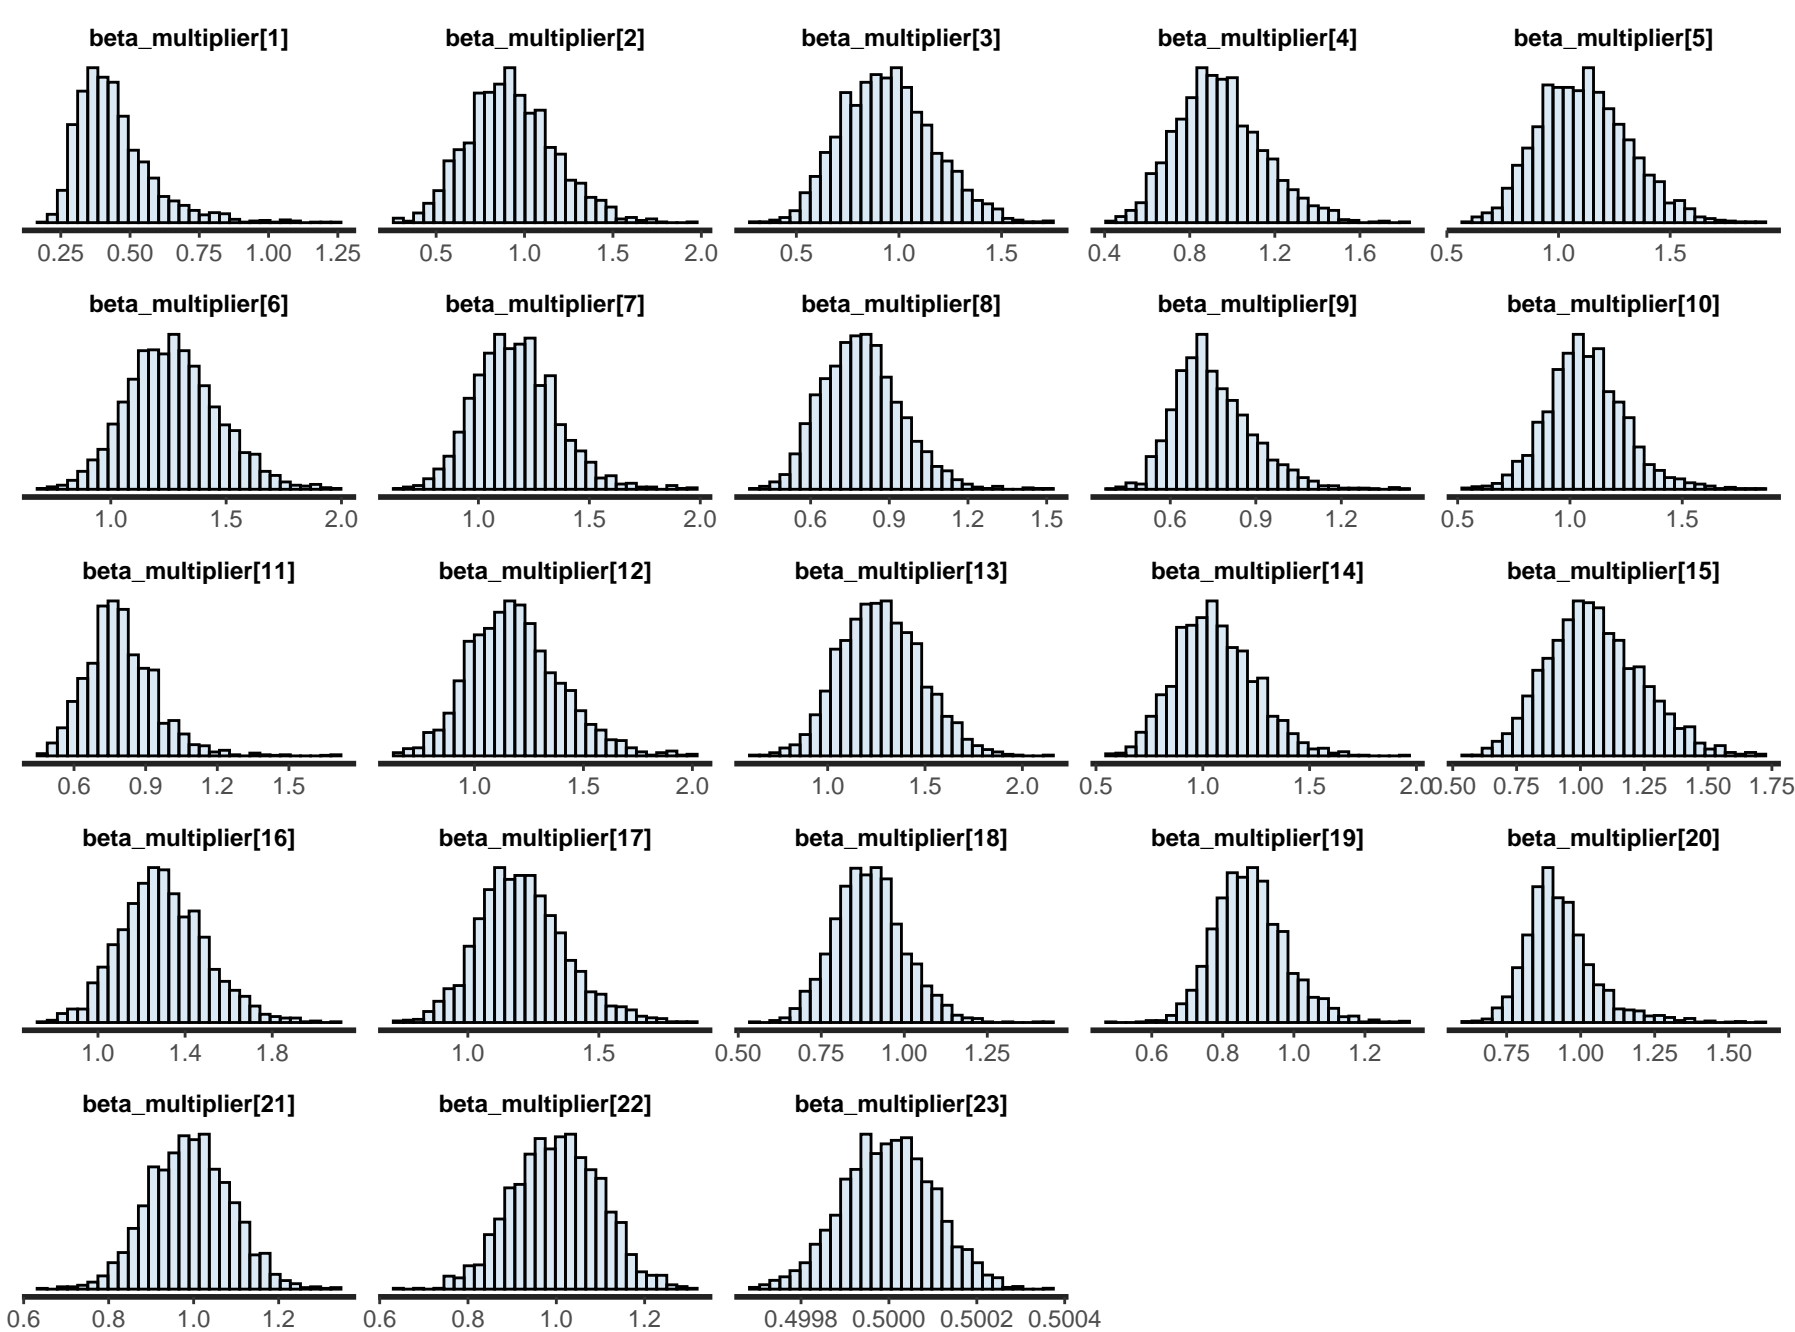 beta_multiplier[1] beta_multiplier[2] beta_multiplier[3] beta_multiplier[4] beta_multiplier[5]
0.25 0.50 0.75 1.00 1.25 0.5 1.0 1.5 2.0 0.5 1.0 1.5 0.4 0.8 1.2 1.6 0.5 1.0 1.5
beta_multiplier[6] beta_multiplier[7] beta_multiplier[8] beta_multiplier[9] beta_multiplier[10]
1.0 1.5 2.0 1.0 1.5 2.0 0.6 0.9 1.2 1.5 0.6 0.9 1.2 0.5 1.0 1.5
beta_multiplier[11] beta_multiplier[12] beta_multiplier[13] beta_multiplier[14] beta_multiplier[15]
0.6 0.9 1.2 1.5 1.0 1.5 2.0 1.0 1.5 2.0 0.5 1.0 1.5 2.0 0.50 0.75 1.00 1.25 1.50 1.75
beta_multiplier[16] beta_multiplier[17] beta_multiplier[18] beta_multiplier[19] beta_multiplier[20]
1.0 1.4 1.8 1.0 1.5 0.50 0.75 1.00 1.25 0.6 0.8 1.0 1.2 0.75 1.00 1.25 1.50
beta_multiplier[21] beta_multiplier[22] beta_multiplier[23]
0.6 0.8 1.0 1.2 0.6 0.8 1.0 1.2 0.4998 0.5000 0.5002 0.5004